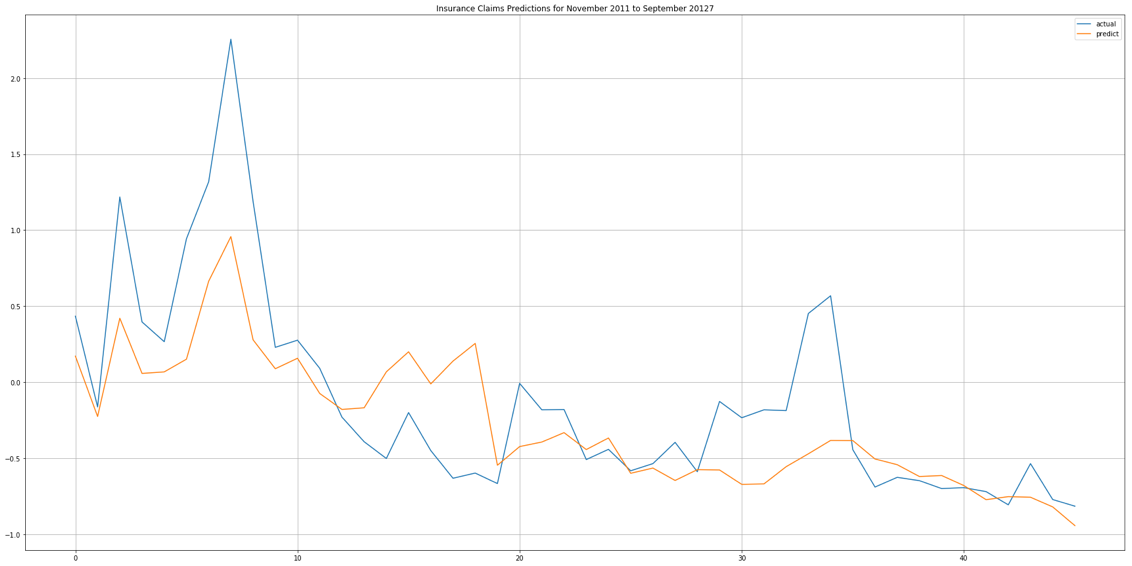 Insurance Claims Predictions for November 2011 to September 20127
actual
predict
2.0
1.5
1.0
0.5
0.0
−0.5
−1.0
0 10 20 30 40